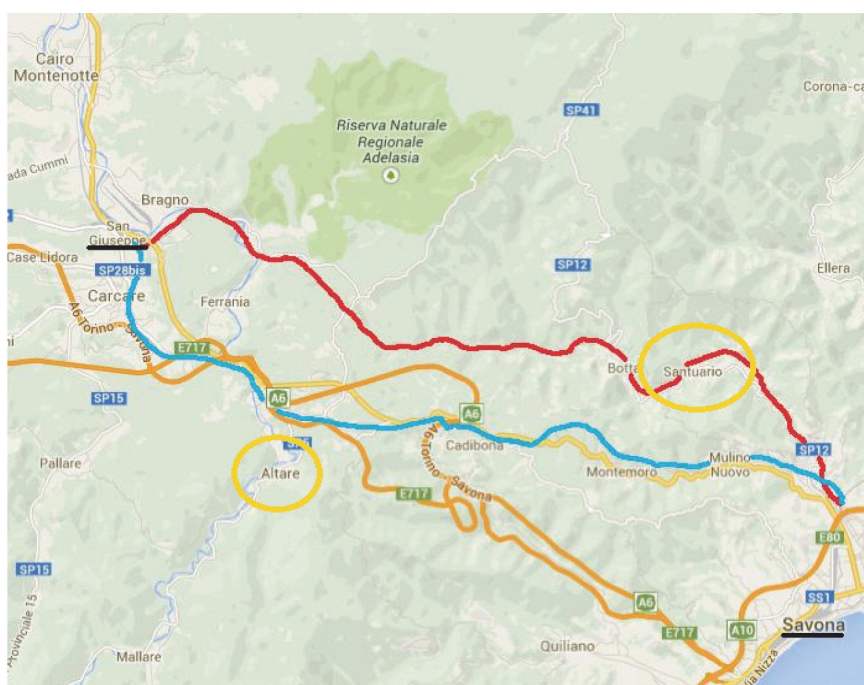 Cairo
Montenotte
Corona-ca
SP41
Riserva Naturale
Regionale
Adelasia
ada Cummi
Bragno
San
Giuseppe
Case Lidora
SP28bis
SP12
Ellera
Carcare
Ferrania
A6 Torino
Savona
E717
SP15
Botta
Santuario
A6
A6
SP12
Cadibona
A6 Torino
Savona
Montemoro
Mulino
Nuovo
Pallare
Altare
E717
E80
SP15
SS1
Provinciale 15
A6
E717
A10
Savona
Quiliano
Mallare
ia Nizza